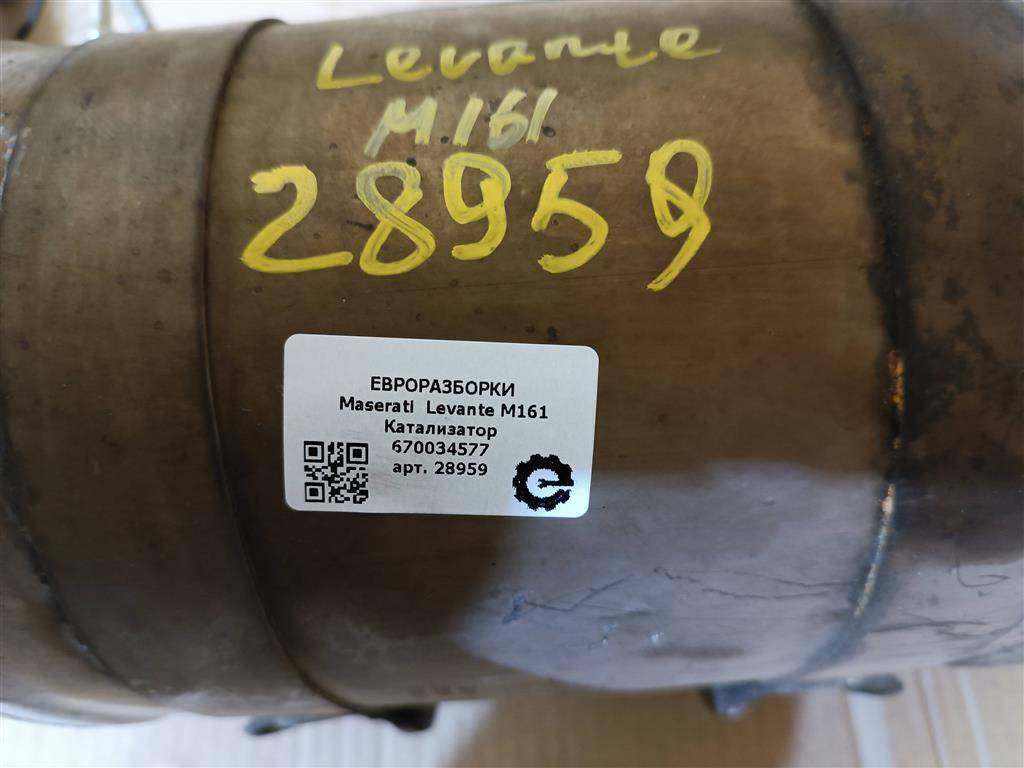 Levante
M161
28959
ЕВРОРАЗБОРКИ
Maserati Levante M161
Катализатор
670034577
арт. 28959